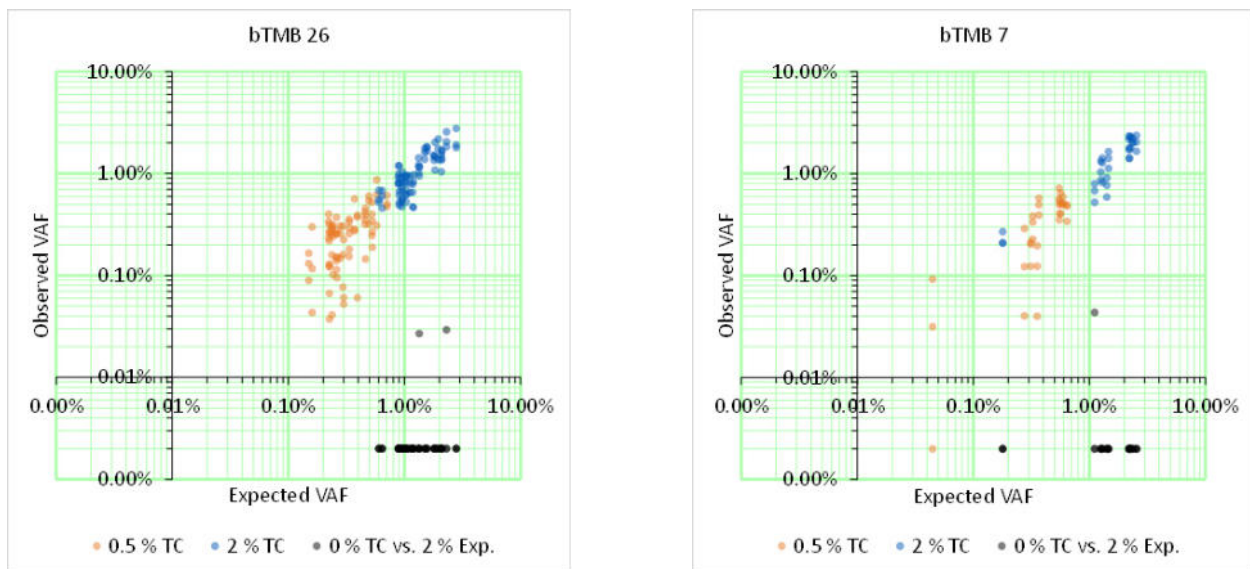 bTMB 26
10.00%
1.00%
0.10%
0.01%
0.00%
0.00%
0.01%
0.10%
1.00%
10.00%
Observed VAF
Expected VAF
0.5 % TC
2 % TC
0 % TC vs. 2 % Exp.
bTMB 7
10.00%
1.00%
0.10%
0.01%
0.00%
0.00%
0.01%
0.10%
1.00%
10.00%
Observed VAF
Expected VAF
0.5 % TC
2 % TC
0 % TC vs. 2 % Exp.